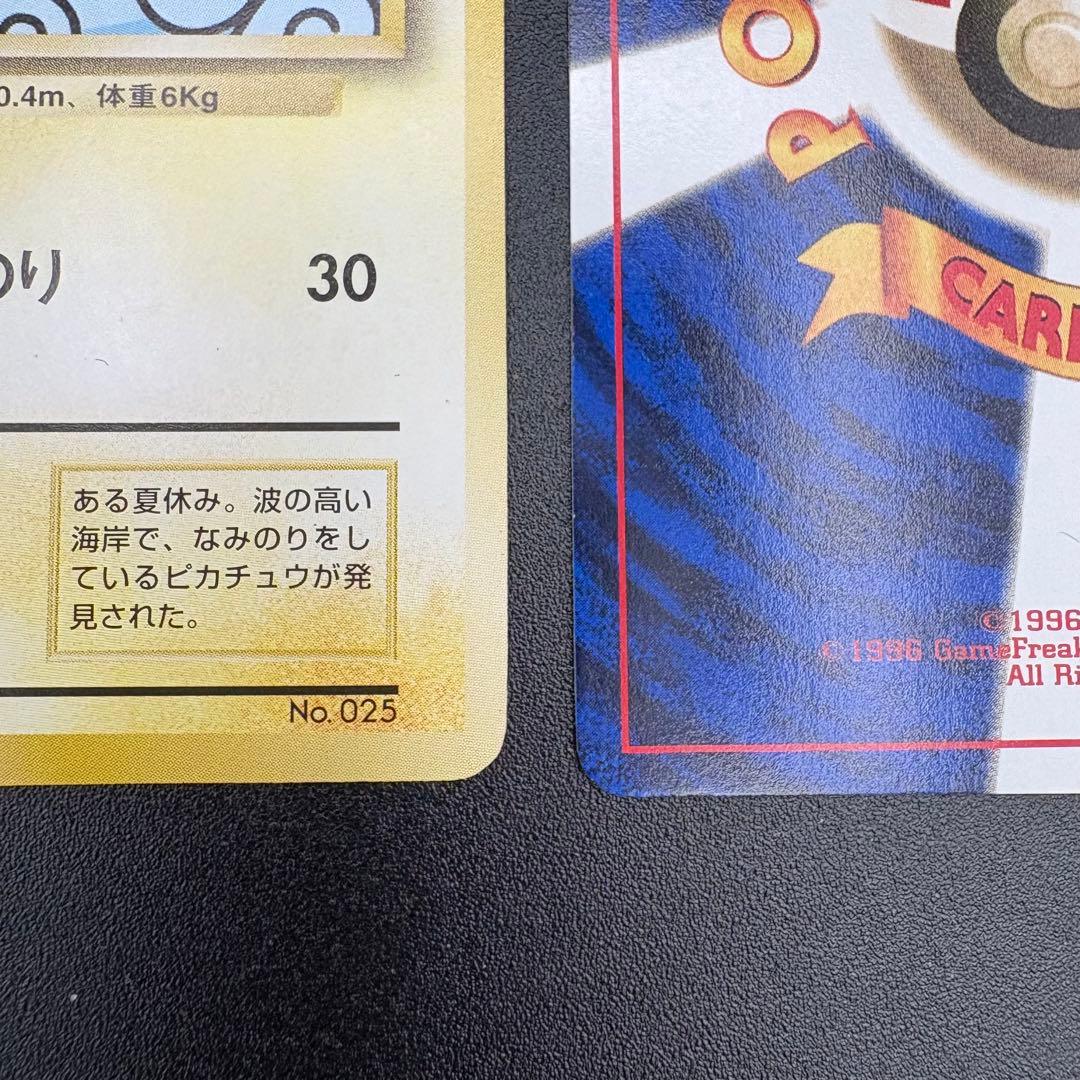 0.4m、体重6Kg
のり 30
ある夏休み。波の高い
海岸で、なみのりをし
ているピカチュウが発
見された。
No. 025
P O
CARD
©1996
©1996 GameFreak
All Ri